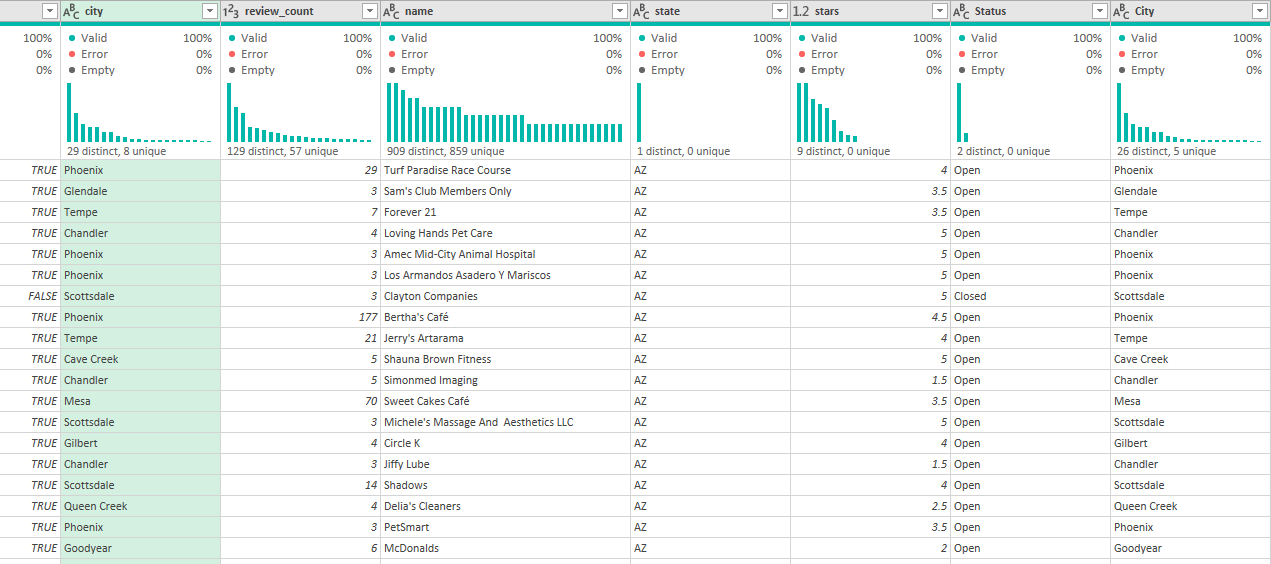 ABC city 123 review_count ABC name ABC state 1.2 stars ABC Status ABC City
100% Valid 100% Valid 100% Valid 100% Valid 100% Valid 100% Valid 100% Valid 100%
0% Error 0% Error 0% Error 0% Error 0% Error 0% Error 0% Error 0%
0% Empty 0% Empty 0% Empty 0% Empty 0% Empty 0% Empty 0% Empty 0%
29 distinct, 8 unique 129 distinct, 57 unique 909 distinct, 859 unique 1 distinct, 0 unique 9 distinct, 0 unique 2 distinct, 0 unique 26 distinct, 5 unique
TRUE Phoenix 29 Turf Paradise Race Course AZ 4 Open Phoenix
TRUE Glendale 3 Sam's Club Members Only AZ 3.5 Open Glendale
TRUE Tempe 7 Forever 21 AZ 3.5 Open Tempe
TRUE Chandler 4 Loving Hands Pet Care AZ 5 Open Chandler
TRUE Phoenix 3 Amec Mid-City Animal Hospital AZ 5 Open Phoenix
TRUE Phoenix 3 Los Armandos Asadero Y Mariscos AZ 5 Open Phoenix
FALSE Scottsdale 3 Clayton Companies AZ 5 Closed Scottsdale
TRUE Phoenix 177 Bertha's Café AZ 4.5 Open Phoenix
TRUE Tempe 21 Jerry's Artarama AZ 4 Open Tempe
TRUE Cave Creek 5 Shauna Brown Fitness AZ 5 Open Cave Creek
TRUE Chandler 5 Simonmed Imaging AZ 1.5 Open Chandler
TRUE Mesa 70 Sweet Cakes Café AZ 3.5 Open Mesa
TRUE Scottsdale 3 Michele's Massage And  Aesthetics LLC AZ 5 Open Scottsdale
TRUE Gilbert 4 Circle K AZ 4 Open Gilbert
TRUE Chandler 3 Jiffy Lube AZ 1.5 Open Chandler
TRUE Scottsdale 14 Shadows AZ 4 Open Scottsdale
TRUE Queen Creek 4 Delia's Cleaners AZ 2.5 Open Queen Creek
TRUE Phoenix 3 PetSmart AZ 3.5 Open Phoenix
TRUE Goodyear 6 McDonalds AZ 2 Open Goodyear